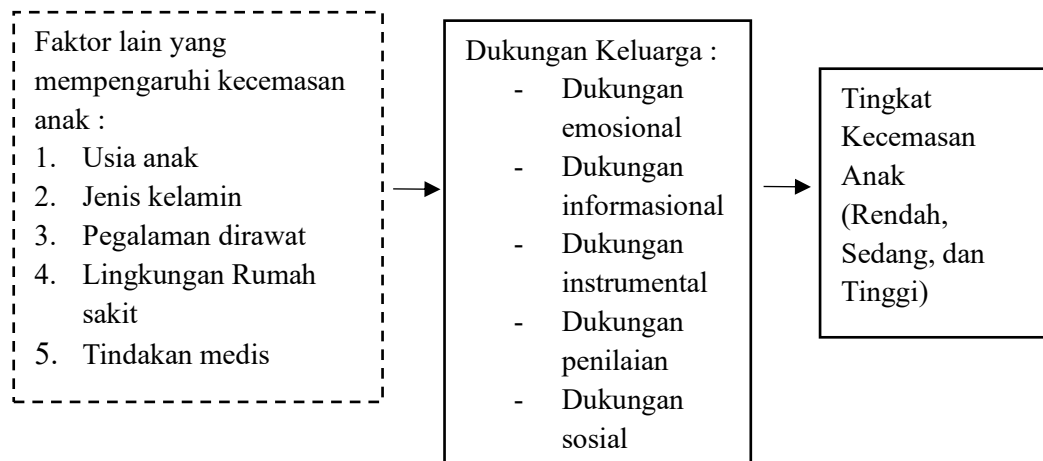 Faktor lain yang
mempengaruhi kecemasan
anak :
1. Usia anak
2. Jenis kelamin
3. Pegalaman dirawat
4. Lingkungan Rumah
sakit
5. Tindakan medis
Dukungan Keluarga :
- Dukungan
emosional
- Dukungan
informasional
- Dukungan
instrumental
- Dukungan
penilaian
- Dukungan
sosial
Tingkat
Kecemasan
Anak
(Rendah,
Sedang, dan
Tinggi)